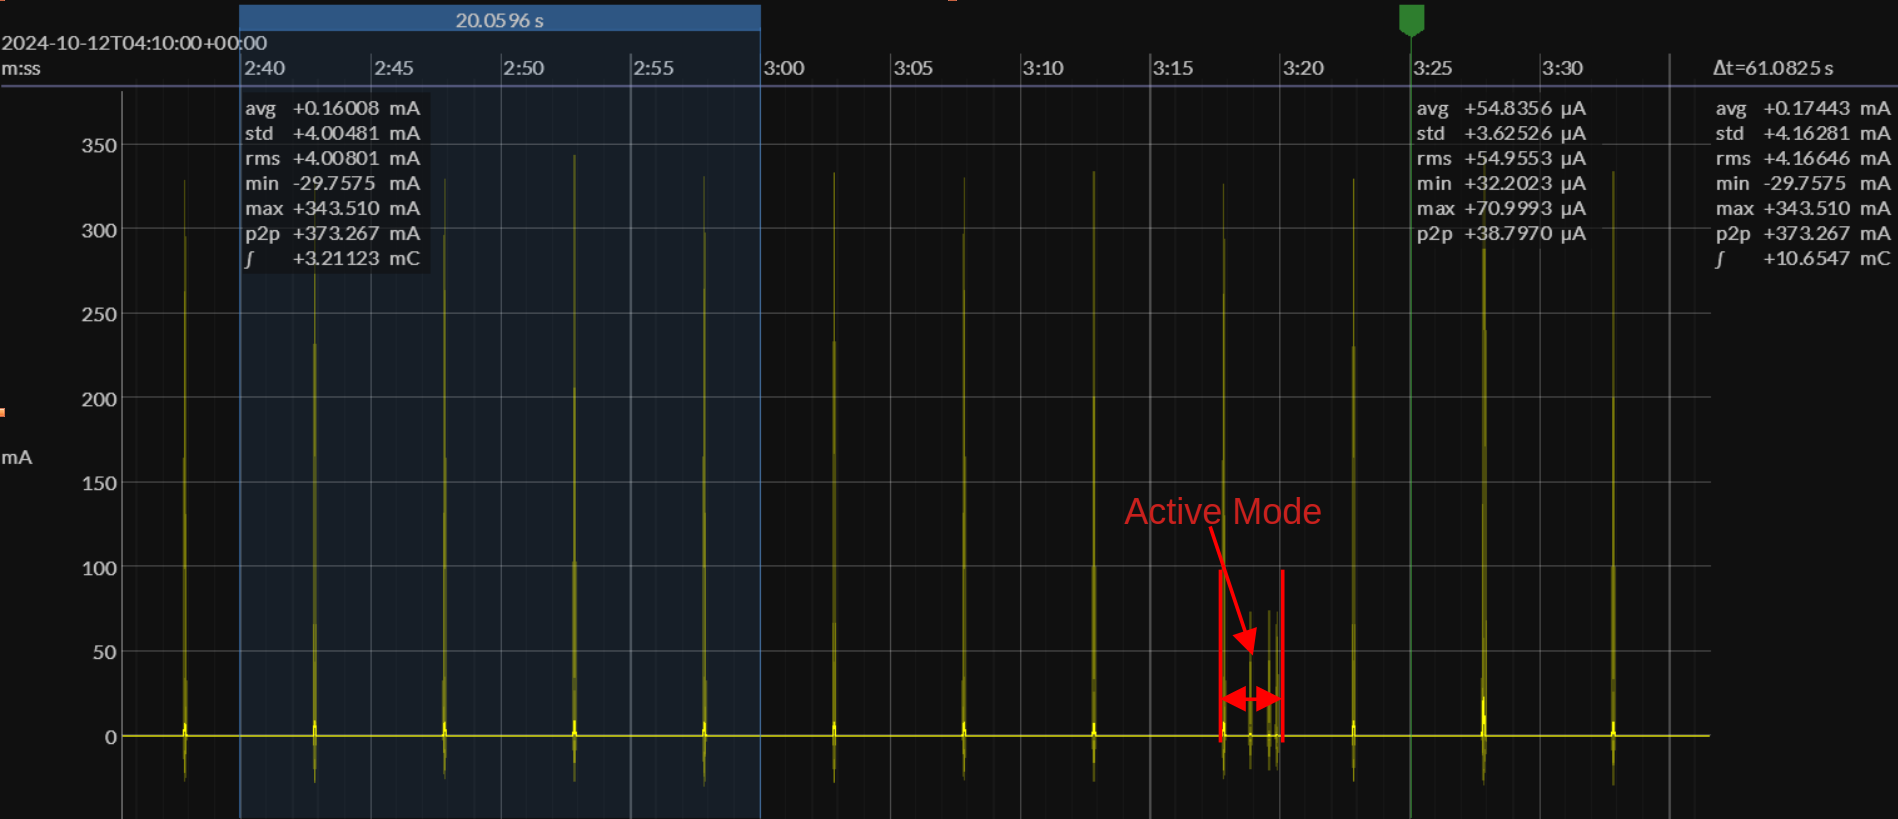 20.0596 s
2024-10-12T04:10:00+00:00
m:ss
2:40 2:45 2:50 2:55 3:00 3:05 3:10 3:15 3:20 3:25 3:30
Δt=61.0825 s
avg +0.16008 mA
std +4.00481 mA
rms +4.00801 mA
min -29.7575 mA
max +343.510 mA
p2p +373.267 mA
∫ +3.21123 mC
avg +54.8356 µA
std +3.62526 µA
rms +54.9553 µA
min +32.2023 µA
max +70.9993 µA
p2p +38.7970 µA
avg +0.17443 mA
std +4.16281 mA
rms +4.16646 mA
min -29.7575 mA
max +343.510 mA
p2p +373.267 mA
∫ +10.6547 mC
350
300
250
200
mA
150
Active Mode
100
50
0